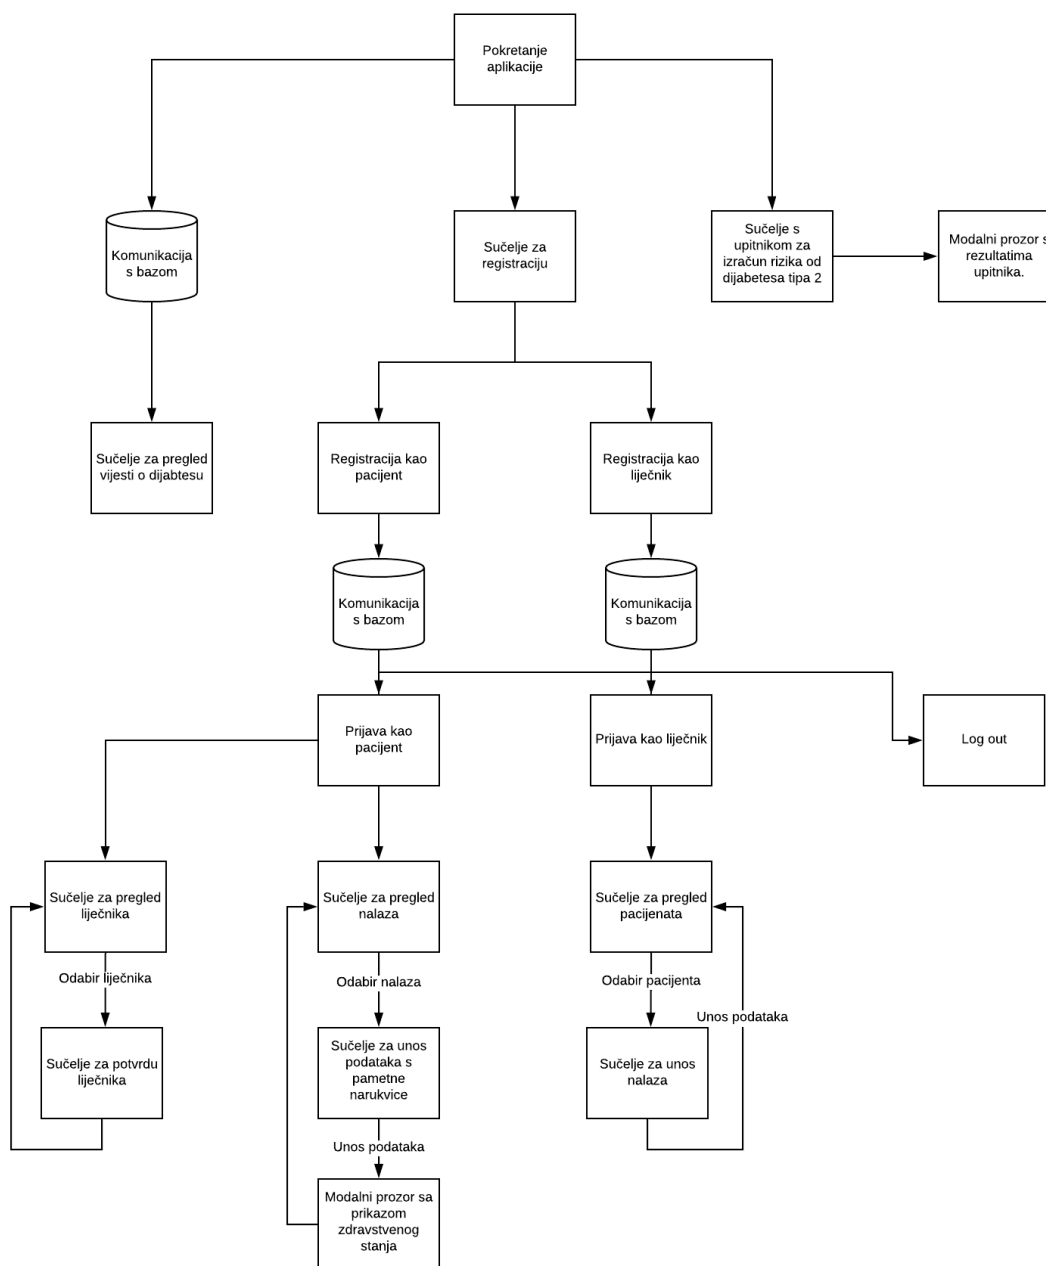 Pokretanje
aplikacije
Komunikacija
s bazom
Sučelje za
registraciju
Sučelje s
upitnikom za
izračun rizika od
dijabetesa tipa 2
Modalni prozor s
rezultatima
upitnika.
Sučelje za pregled
vijesti o dijabtesu
Registracija kao
pacijent
Registracija kao
liječnik
Komunikacija
s bazom
Komunikacija
s bazom
Prijava kao
pacijent
Prijava kao liječnik
Log out
Sučelje za pregled
liječnika
Sučelje za pregled
nalaza
Sučelje za pregled
pacijenata
Odabir liječnika
Odabir nalaza
Odabir pacijenta
Unos podataka
Sučelje za potvrdu
liječnika
Sučelje za unos
podataka s
pametne
narukvice
Sučelje za unos
nalaza
Unos podataka
Modalni prozor sa
prikazom
zdravstvenog
stanja